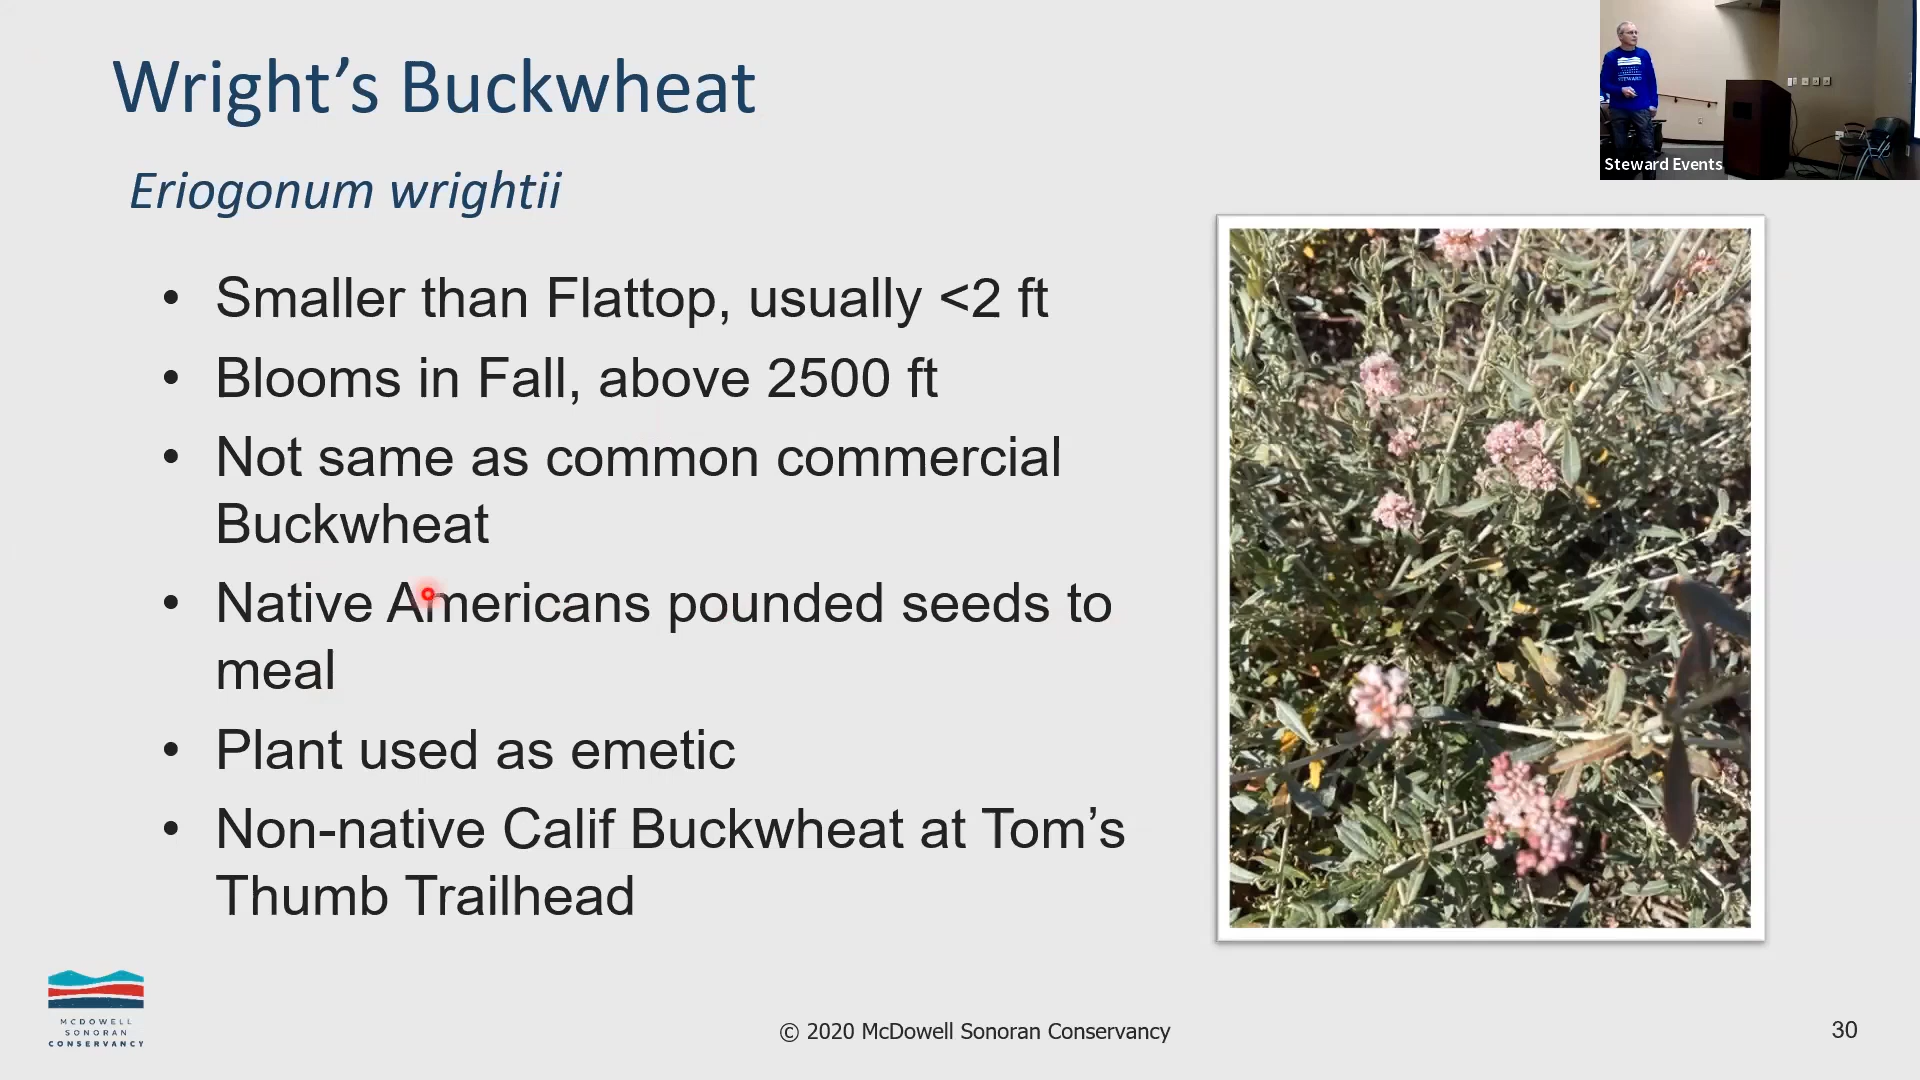 Wright’s Buckwheat
Eriogonum wrightii
• Smaller than Flattop, usually <2 ft
• Blooms in Fall, above 2500 ft
• Not same as common commercial
Buckwheat
• Native Americans pounded seeds to
meal
• Plant used as emetic
• Non-native Calif Buckwheat at Tom’s
Thumb Trailhead
STEWARD
Steward Events
MCDOWELL
SONORAN
CONSERVANCY
© 2020 McDowell Sonoran Conservancy
30